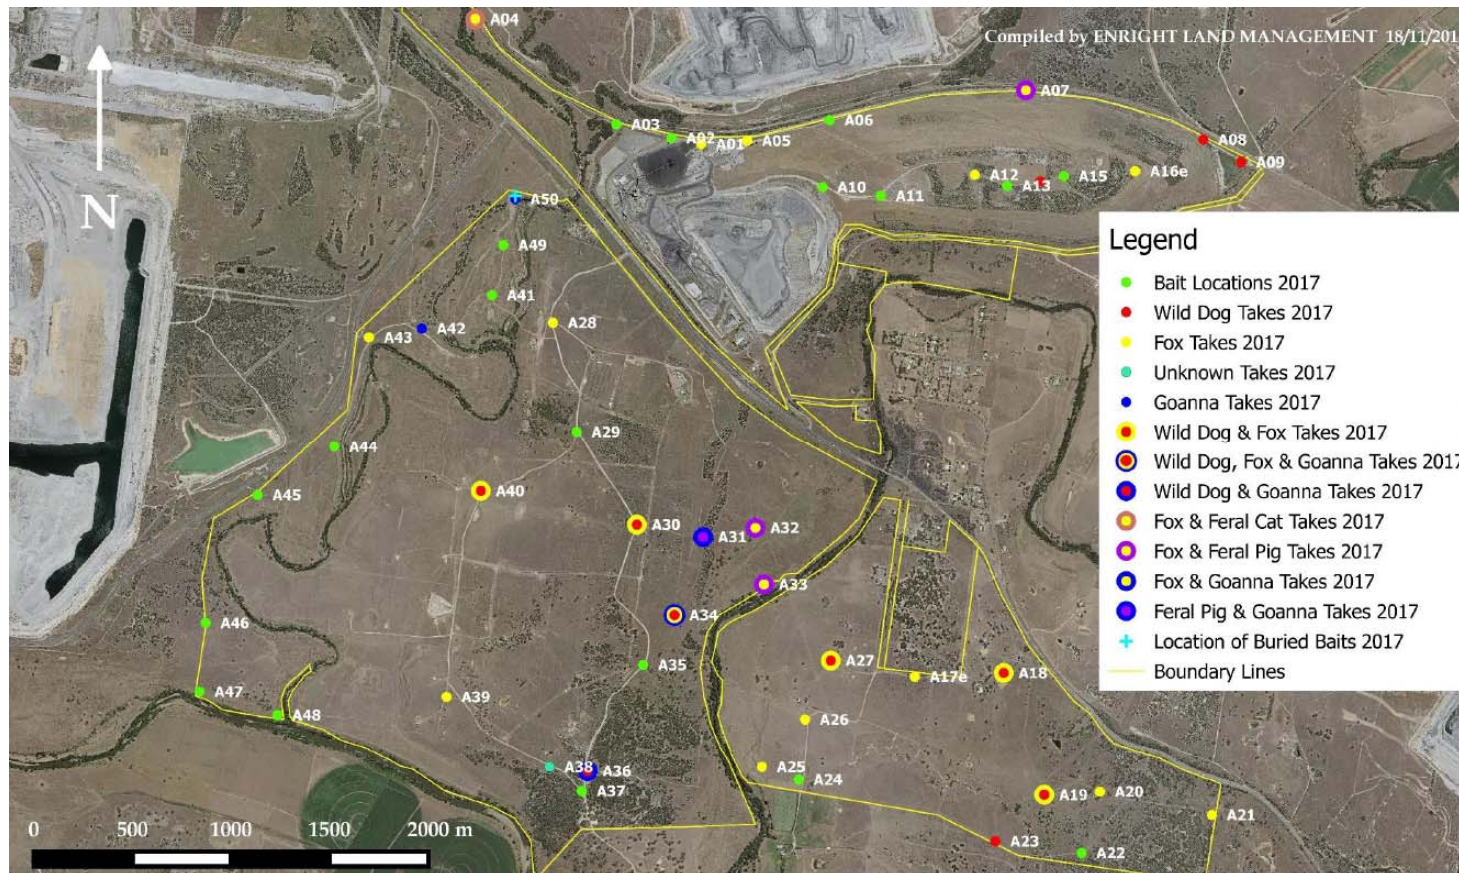 A04
Compiled by ENRIGHT LAND MANAGEMENT 18/11/201
A07
A03
A06
A02
A01
A05
A08
A09
A12
A15
A16e
A13
A10
A11
N
A50
A49
A41
A28
A42
A43
A29
A44
A45
A40
A30
A31
A32
A33
A34
A46
A35
A27
A17e
A18
A47
A48
A39
A26
A38
A36
A37
A25
A24
A19
A20
A21
A23
A22
Legend
Bait Locations 2017
Wild Dog Takes 2017
Fox Takes 2017
Unknown Takes 2017
Goanna Takes 2017
Wild Dog & Fox Takes 2017
Wild Dog, Fox & Goanna Takes 2017
Wild Dog & Goanna Takes 2017
Fox & Feral Cat Takes 2017
Fox & Feral Pig Takes 2017
Fox & Goanna Takes 2017
Feral Pig & Goanna Takes 2017
Location of Buried Baits 2017
Boundary Lines
0 500 1000 1500 2000 m